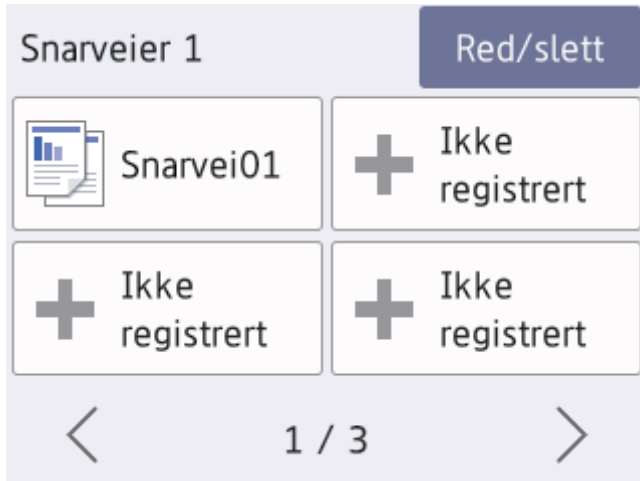 Snarveier 1
Red/slett
Snarvei01
Ikke
registrert
Ikke
registrert
Ikke
registrert
1 / 3